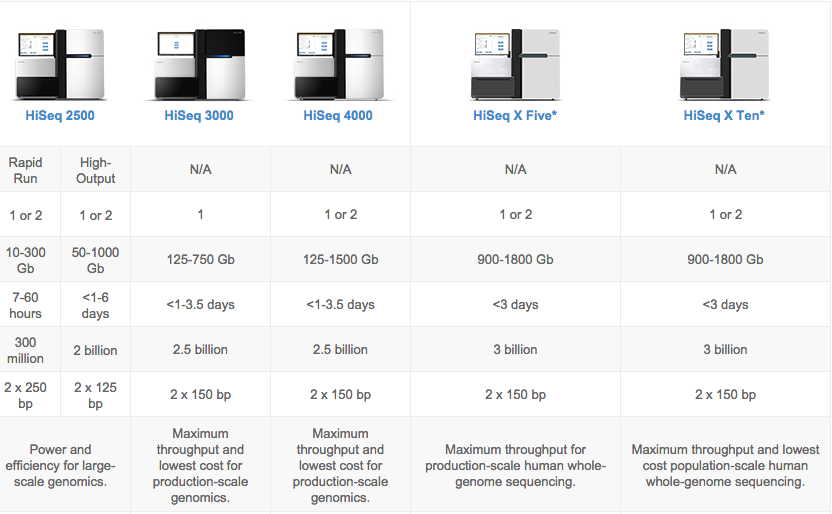 HiSeq 2500 HiSeq 3000 HiSeq 4000 HiSeq X Five* HiSeq X Ten*
Rapid Run High-Output N/A N/A N/A N/A
1 or 2 1 or 2 1 1 or 2 1 or 2 1 or 2
10-300 Gb 50-1000 Gb 125-750 Gb 125-1500 Gb 900-1800 Gb 900-1800 Gb
7-60 hours <1-6 days <1-3.5 days <1-3.5 days <3 days <3 days
300 million 2 billion 2.5 billion 2.5 billion 3 billion 3 billion
2 x 250 bp 2 x 125 bp 2 x 150 bp 2 x 150 bp 2 x 150 bp 2 x 150 bp
Power and
efficiency for large-
scale genomics.
Maximum
throughput and
lowest cost for
production-scale
genomics.
Maximum
throughput and
lowest cost for
production-scale
genomics.
Maximum throughput for
production-scale human whole-
genome sequencing.
Maximum throughput and lowest
cost population-scale human
whole-genome sequencing.